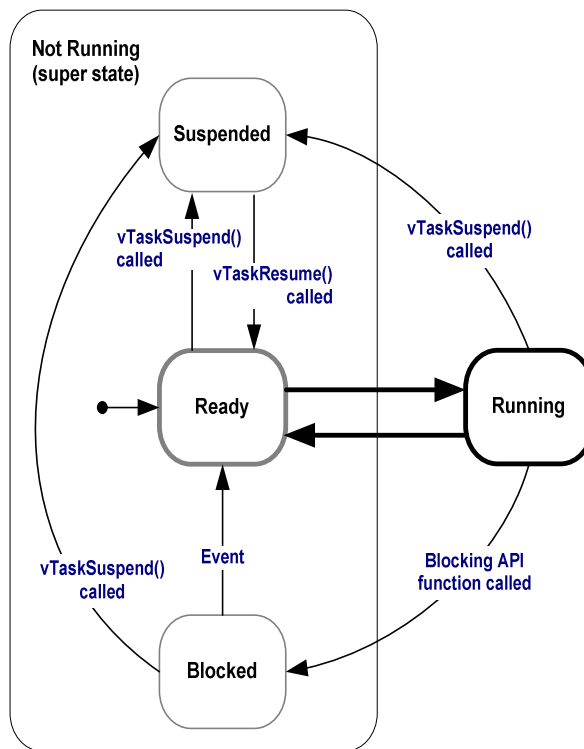 Not Running
(super state)
Suspended
vTaskSuspend()
called
vTaskResume()
called
vTaskSuspend()
called
Ready
Running
Event
vTaskSuspend()
called
Blocking API
function called
Blocked